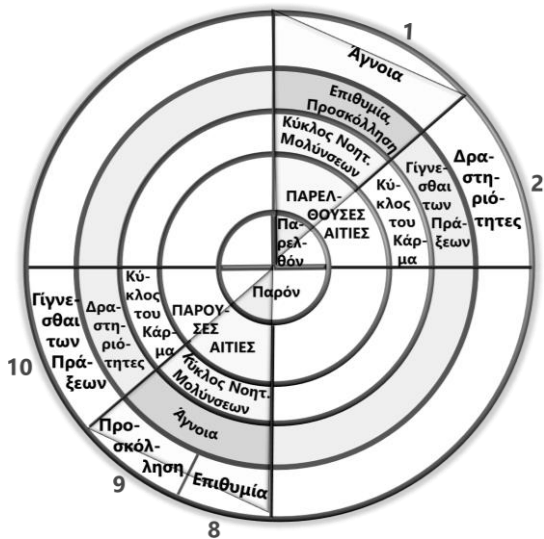 1
Άγνοια
Επιθυμία,
Προσκόλληση
Κύκλος Νοητ.
Μολύνσεων
ΠΑΡΕΛ-
ΘΟΥΣΕΣ
ΑΙΤΙΕΣ
Πα-
ρελ-
θόν
2
Δρα-
στη-
ριό-
τητες
Γίγνε-
σθαι
των
Πρά-
ξεων
Κύ-
κλος
του
Κάρ-
μα
Παρόν
ΠΑΡΟΥ-
ΣΕΣ
ΑΙΤΙΕΣ
Κύ-
κλος
του
Κάρ-
μα
Δρα-
στη-
ριό-
τητες
Γίγνε-
σθαι
των
Πρά-
ξεων
10
Κύκλος Νοητ.
Μολύνσεων
Άγνοια
Προ-
σκόλ-
ληση
9
Επιθυμία
8